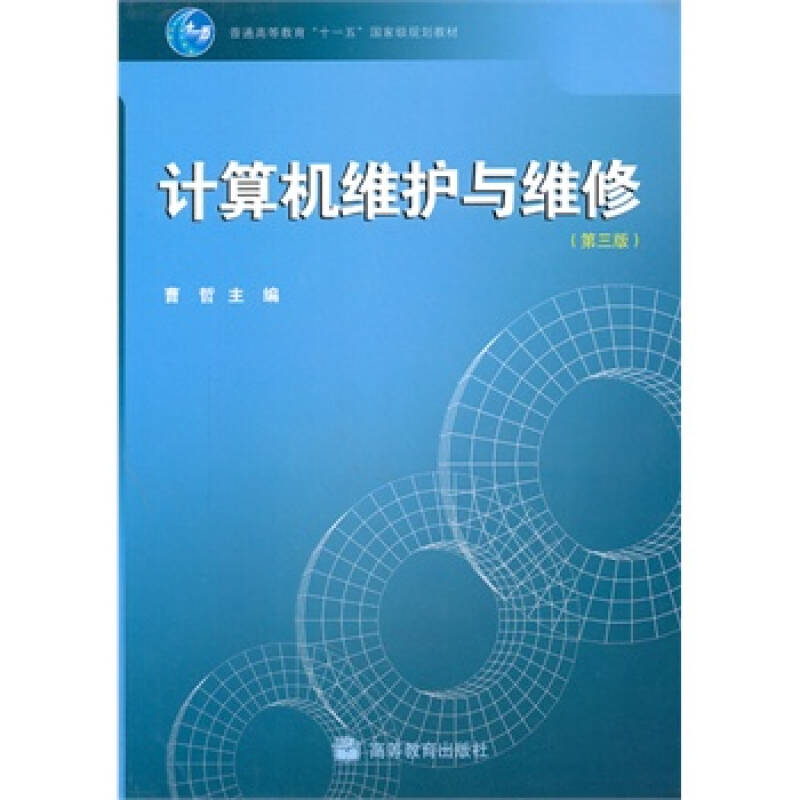 普通高等教育“十一五”国家级规划教材
计算机维护与维修
(第三版)
曹 哲 主 编
高等教育出版社